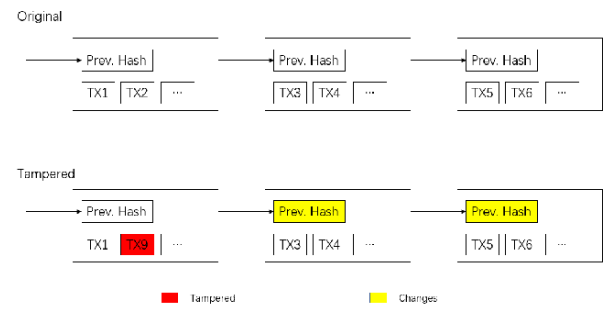 Original
Prev. Hash Prev. Hash Prev. Hash
TX1 TX2 ... TX3 TX4 ... TX5 TX6 ...
Tampered
Prev. Hash Prev. Hash Prev. Hash
TX1 TX9 ... TX3 TX4 ... TX5 TX6 ...
Tampered Changes